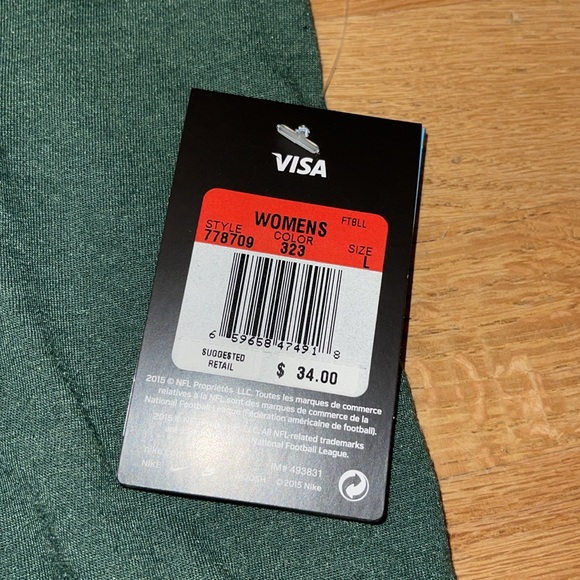 VISA
WOMENS FTBLL
STYLE COLOR SIZE
778709 323 L
6 59658 47491 8
SUGGESTED
RETAIL $ 34.00
2015 © NFL Propriétés, LLC. Toutes les marques de commerce
relatives à la NFL sont des marques de commerce de la
National Football League (Fédération américaine de football).
NFL-related trademarks
National Football League.
IM# 493831
NIKE
© 2015 Nike